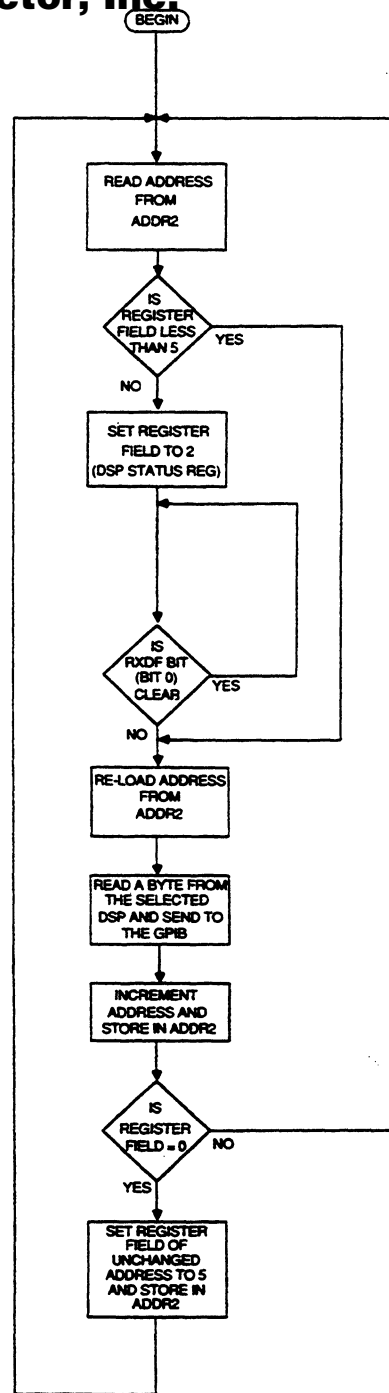 ctor, Inc.
BEGIN
READ ADDRESS
FROM
ADDR2
IS
REGISTER
FIELD LESS
THAN 5
YES
NO
SET REGISTER
FIELD TO 2
(DSP STATUS REG)
IS
RXDF BIT
(BIT 0)
CLEAR
YES
NO
RE-LOAD ADDRESS
FROM
ADDR2
READ A BYTE FROM
THE SELECTED
DSP AND SEND TO
THE GPIB
INCREMENT
ADDRESS AND
STORE IN ADDR2
IS
REGISTER
FIELD = 0
NO
YES
SET REGISTER
FIELD OF
UNCHANGED
ADDRESS TO 5
AND STORE IN
ADDR2